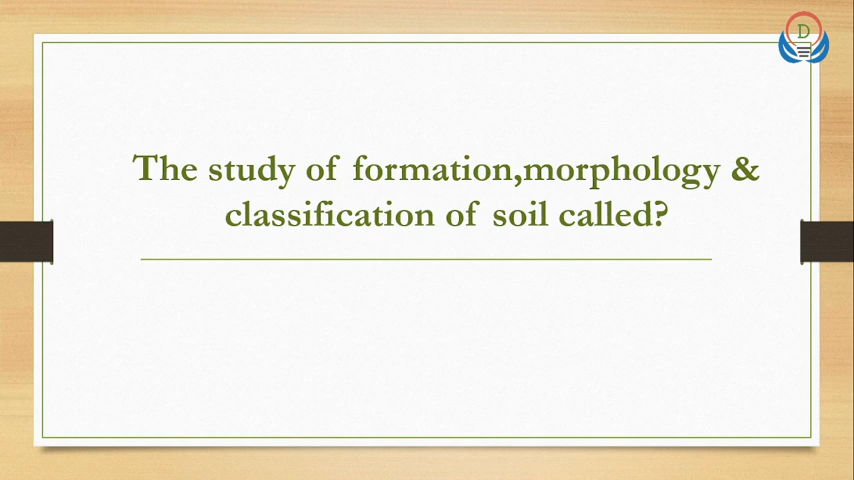 D
The study of formation,morphology &
classification of soil called?